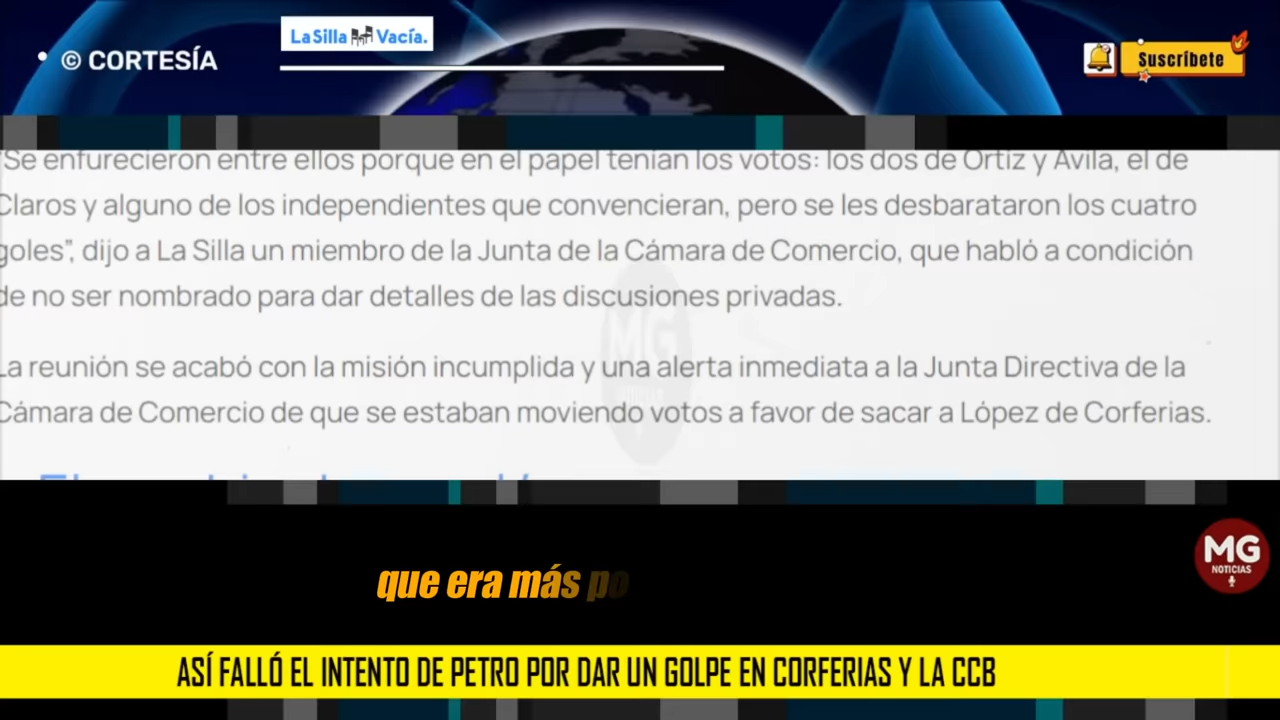 © CORTESÍA
La Silla Vacía.
Suscríbete
“Se enfurecieron entre ellos porque en el papel tenían los votos: los dos de Ortiz y Ávila, el de
Claros y alguno de los independientes que convencieran, pero se les desbarataron los cuatro
goles”, dijo a La Silla un miembro de la Junta de la Cámara de Comercio, que habló a condición
de no ser nombrado para dar detalles de las discusiones privadas.
La reunión se acabó con la misión incumplida y una alerta inmediata a la Junta Directiva de la
Cámara de Comercio de que se estaban moviendo votos a favor de sacar a López de Corferias.
MG
NOTICIAS
que era más po
ASÍ FALLÓ EL INTENTO DE PETRO POR DAR UN GOLPE EN CORFERIAS Y LA CCB